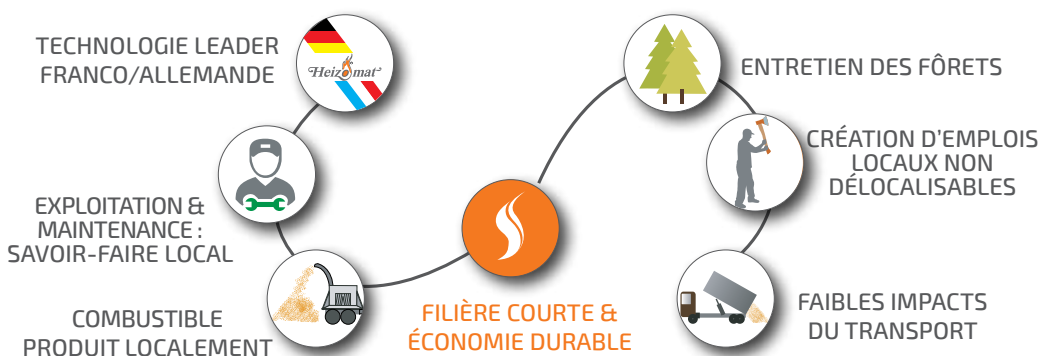 TECHNOLOGIE LEADER
FRANCO/ALLEMANDE
Heizomat
EXPLOITATION &
MAINTENANCE :
SAVOIR-FAIRE LOCAL
COMBUSTIBLE
PRODUIT LOCALEMENT
FILIÈRE COURTE &
ÉCONOMIE DURABLE
ENTRETIEN DES FÔRETS
CRÉATION D’EMPLOIS
LOCAUX NON
DÉLOCALISABLES
FAIBLES IMPACTS
DU TRANSPORT